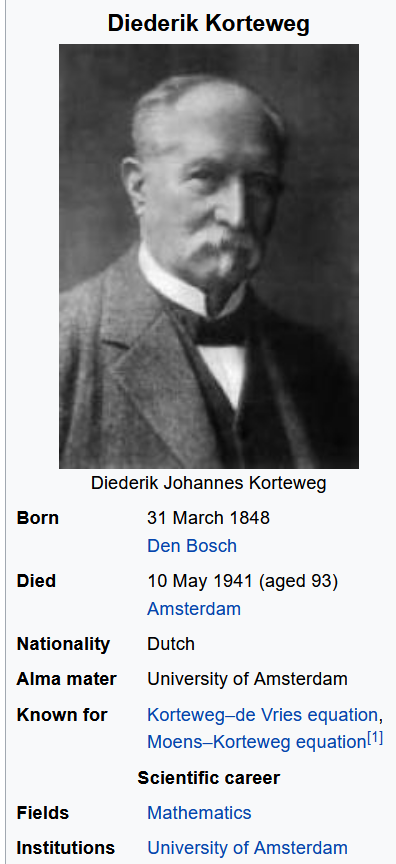 Diederik Korteweg
Diederik Johannes Korteweg
Born 31 March 1848
Den Bosch
Died 10 May 1941 (aged 93)
Amsterdam
Nationality Dutch
Alma mater University of Amsterdam
Known for Korteweg–de Vries equation,
Moens–Korteweg equation[1]
Scientific career
Fields Mathematics
Institutions University of Amsterdam